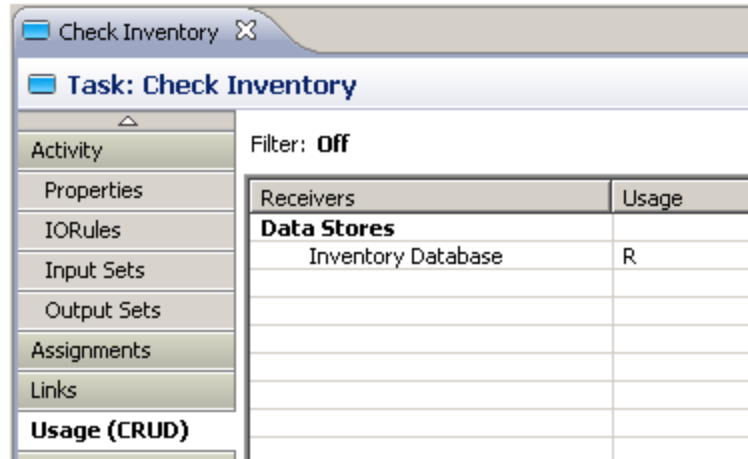 Check Inventory
Task: Check Inventory
Activity
Properties
IORules
Input Sets
Output Sets
Assignments
Links
Usage (CRUD)
Filter: Off
Receivers Usage
Data Stores
Inventory Database R